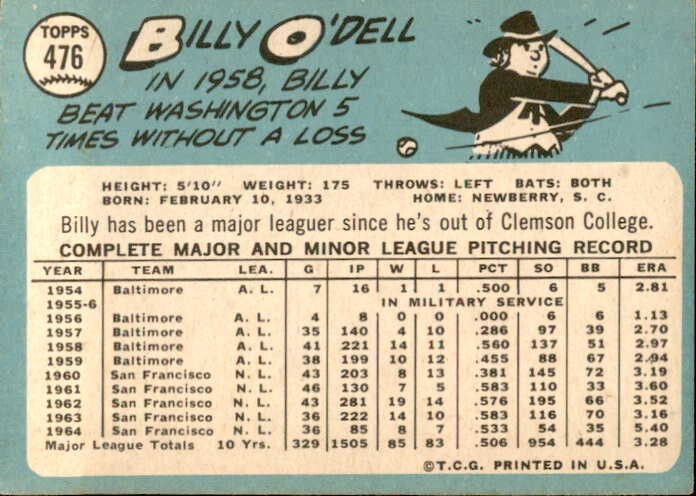 TOPPS
476
BILLY O'DELL
IN 1958, BILLY
BEAT WASHINGTON 5
TIMES WITHOUT A LOSS
HEIGHT: 5'10" WEIGHT: 175 THROWS: LEFT BATS: BOTH
BORN: FEBRUARY 10, 1933 HOME: NEWBERRY, S. C.
Billy has been a major leaguer since he's out of Clemson College.
COMPLETE MAJOR AND MINOR LEAGUE PITCHING RECORD
YEAR TEAM LEA. G IP W L PCT SO BB ERA
1954 Baltimore A. L. 7 16 1 1 .500 6 5 2.81
1955-6 IN MILITARY SERVICE
1956 Baltimore A. L. 4 8 0 0 .000 6 6 1.13
1957 Baltimore A. L. 35 140 4 10 .286 97 39 2.70
1958 Baltimore A. L. 41 221 14 11 .560 137 51 2.97
1959 Baltimore A. L. 38 199 10 12 .455 88 67 2.94
1960 San Francisco N. L. 43 203 8 13 .381 145 72 3.19
1961 San Francisco N. L. 46 130 7 5 .583 110 33 3.60
1962 San Francisco N. L. 43 281 19 14 .576 195 66 3.52
1963 San Francisco N. L. 36 222 14 10 .583 116 70 3.16
1964 San Francisco N. L. 36 85 8 7 .533 54 35 5.40
Major League Totals 10 Yrs. 329 1505 85 83 .506 954 444 3.28
©T.C.G. PRINTED IN U.S.A.